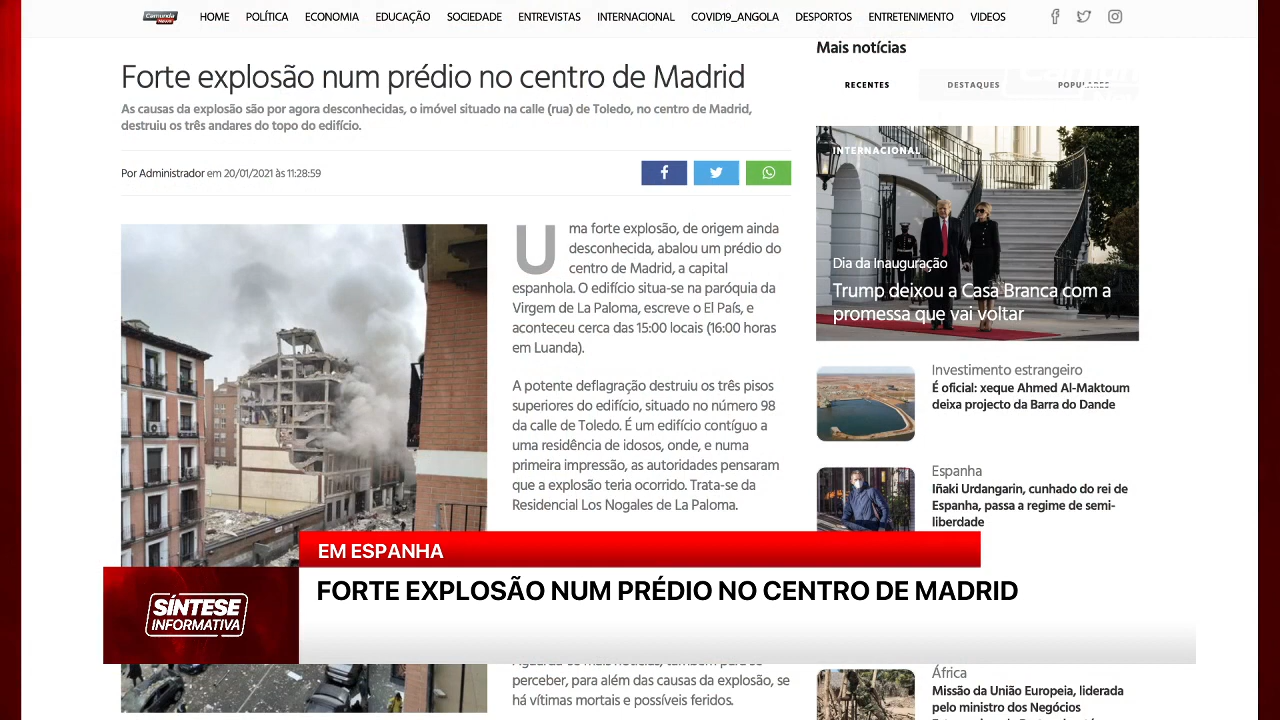 Camunda News
HOME POLÍTICA ECONOMIA EDUCAÇÃO SOCIEDADE ENTREVISTAS INTERNACIONAL COVID19_ANGOLA DESPORTOS ENTRETENIMENTO VIDEOS
Forte explosão num prédio no centro de Madrid
As causas da explosão são por agora desconhecidas, o imóvel situado na calle (rua) de Toledo, no centro de Madrid,
destruiu os três andares do topo do edifício.
Por Administrador em 20/01/2021 às 11:28:59
Uma forte explosão, de origem ainda
desconhecida, abalou um prédio do
centro de Madrid, a capital
espanhola. O edifício situa-se na paróquia da
Virgem de La Paloma, escreve o El País, e
aconteceu cerca das 15:00 locais (16:00 horas
em Luanda).
A potente deflagração destruiu os três pisos
superiores do edifício, situado no número 98
da calle de Toledo. É um edifício contíguo a
uma residência de idosos, onde, e numa
primeira impressão, as autoridades pensaram
que a explosão teria ocorrido. Trata-se da
Residencial Los Nogales de La Paloma.
perceber, para além das causas da explosão, se
há vítimas mortais e possíveis feridos.
Mais notícias
RECENTES DESTAQUES POPULARES
INTERNACIONAL
Dia da Inauguração
Trump deixou a Casa Branca com a
promessa que vai voltar
Investimento estrangeiro
É oficial: xeque Ahmed Al-Maktoum
deixa projecto da Barra do Dande
Espanha
Iñaki Urdangarin, cunhado do rei de
Espanha, passa a regime de semi-
liberdade
África
Missão da União Europeia, liderada
pelo ministro dos Negócios
EM ESPANHA
FORTE EXPLOSÃO NUM PRÉDIO NO CENTRO DE MADRID
SÍNTESE
INFORMATIVA